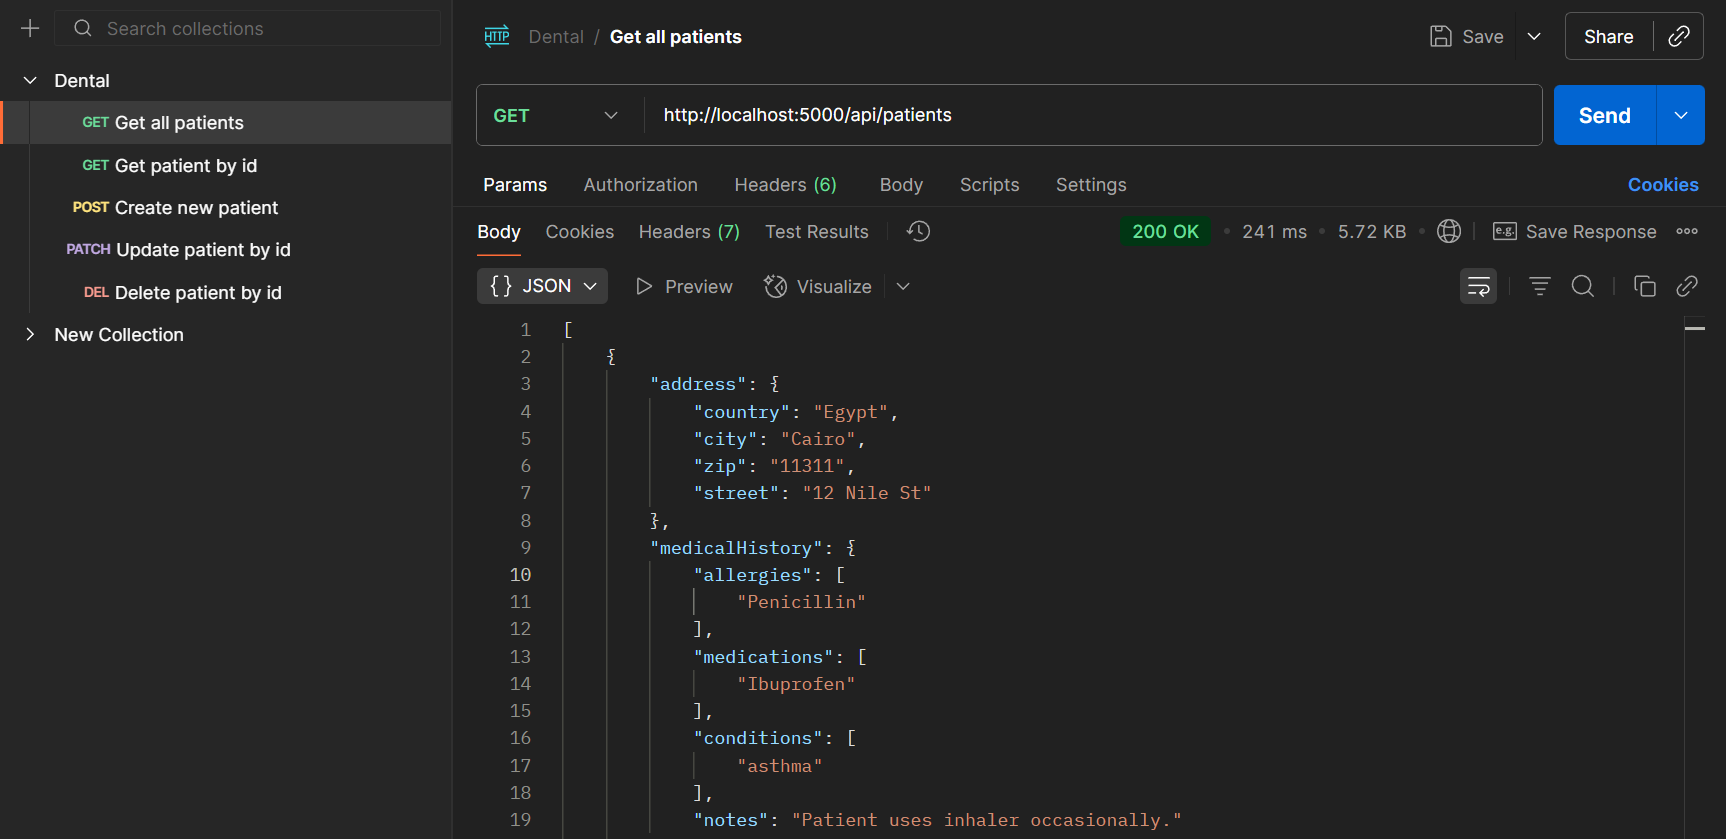 Search collections
Dental
GET Get all patients
GET Get patient by id
POST Create new patient
PATCH Update patient by id
DEL Delete patient by id
New Collection
HTTP Dental / Get all patients
Save
Share
GET http://localhost:5000/api/patients
Send
Params Authorization Headers (6) Body Scripts Settings Cookies
Body Cookies Headers (7) Test Results 200 OK • 241 ms • 5.72 KB • e.g. Save Response
{} JSON Preview Visualize
1 [
2 {
3 "address": {
4 "country": "Egypt",
5 "city": "Cairo",
6 "zip": "11311",
7 "street": "12 Nile St"
8 },
9 "medicalHistory": {
10 "allergies": [
11 "Penicillin"
12 ],
13 "medications": [
14 "Ibuprofen"
15 ],
16 "conditions": [
17 "asthma"
18 ],
19 "notes": "Patient uses inhaler occasionally."